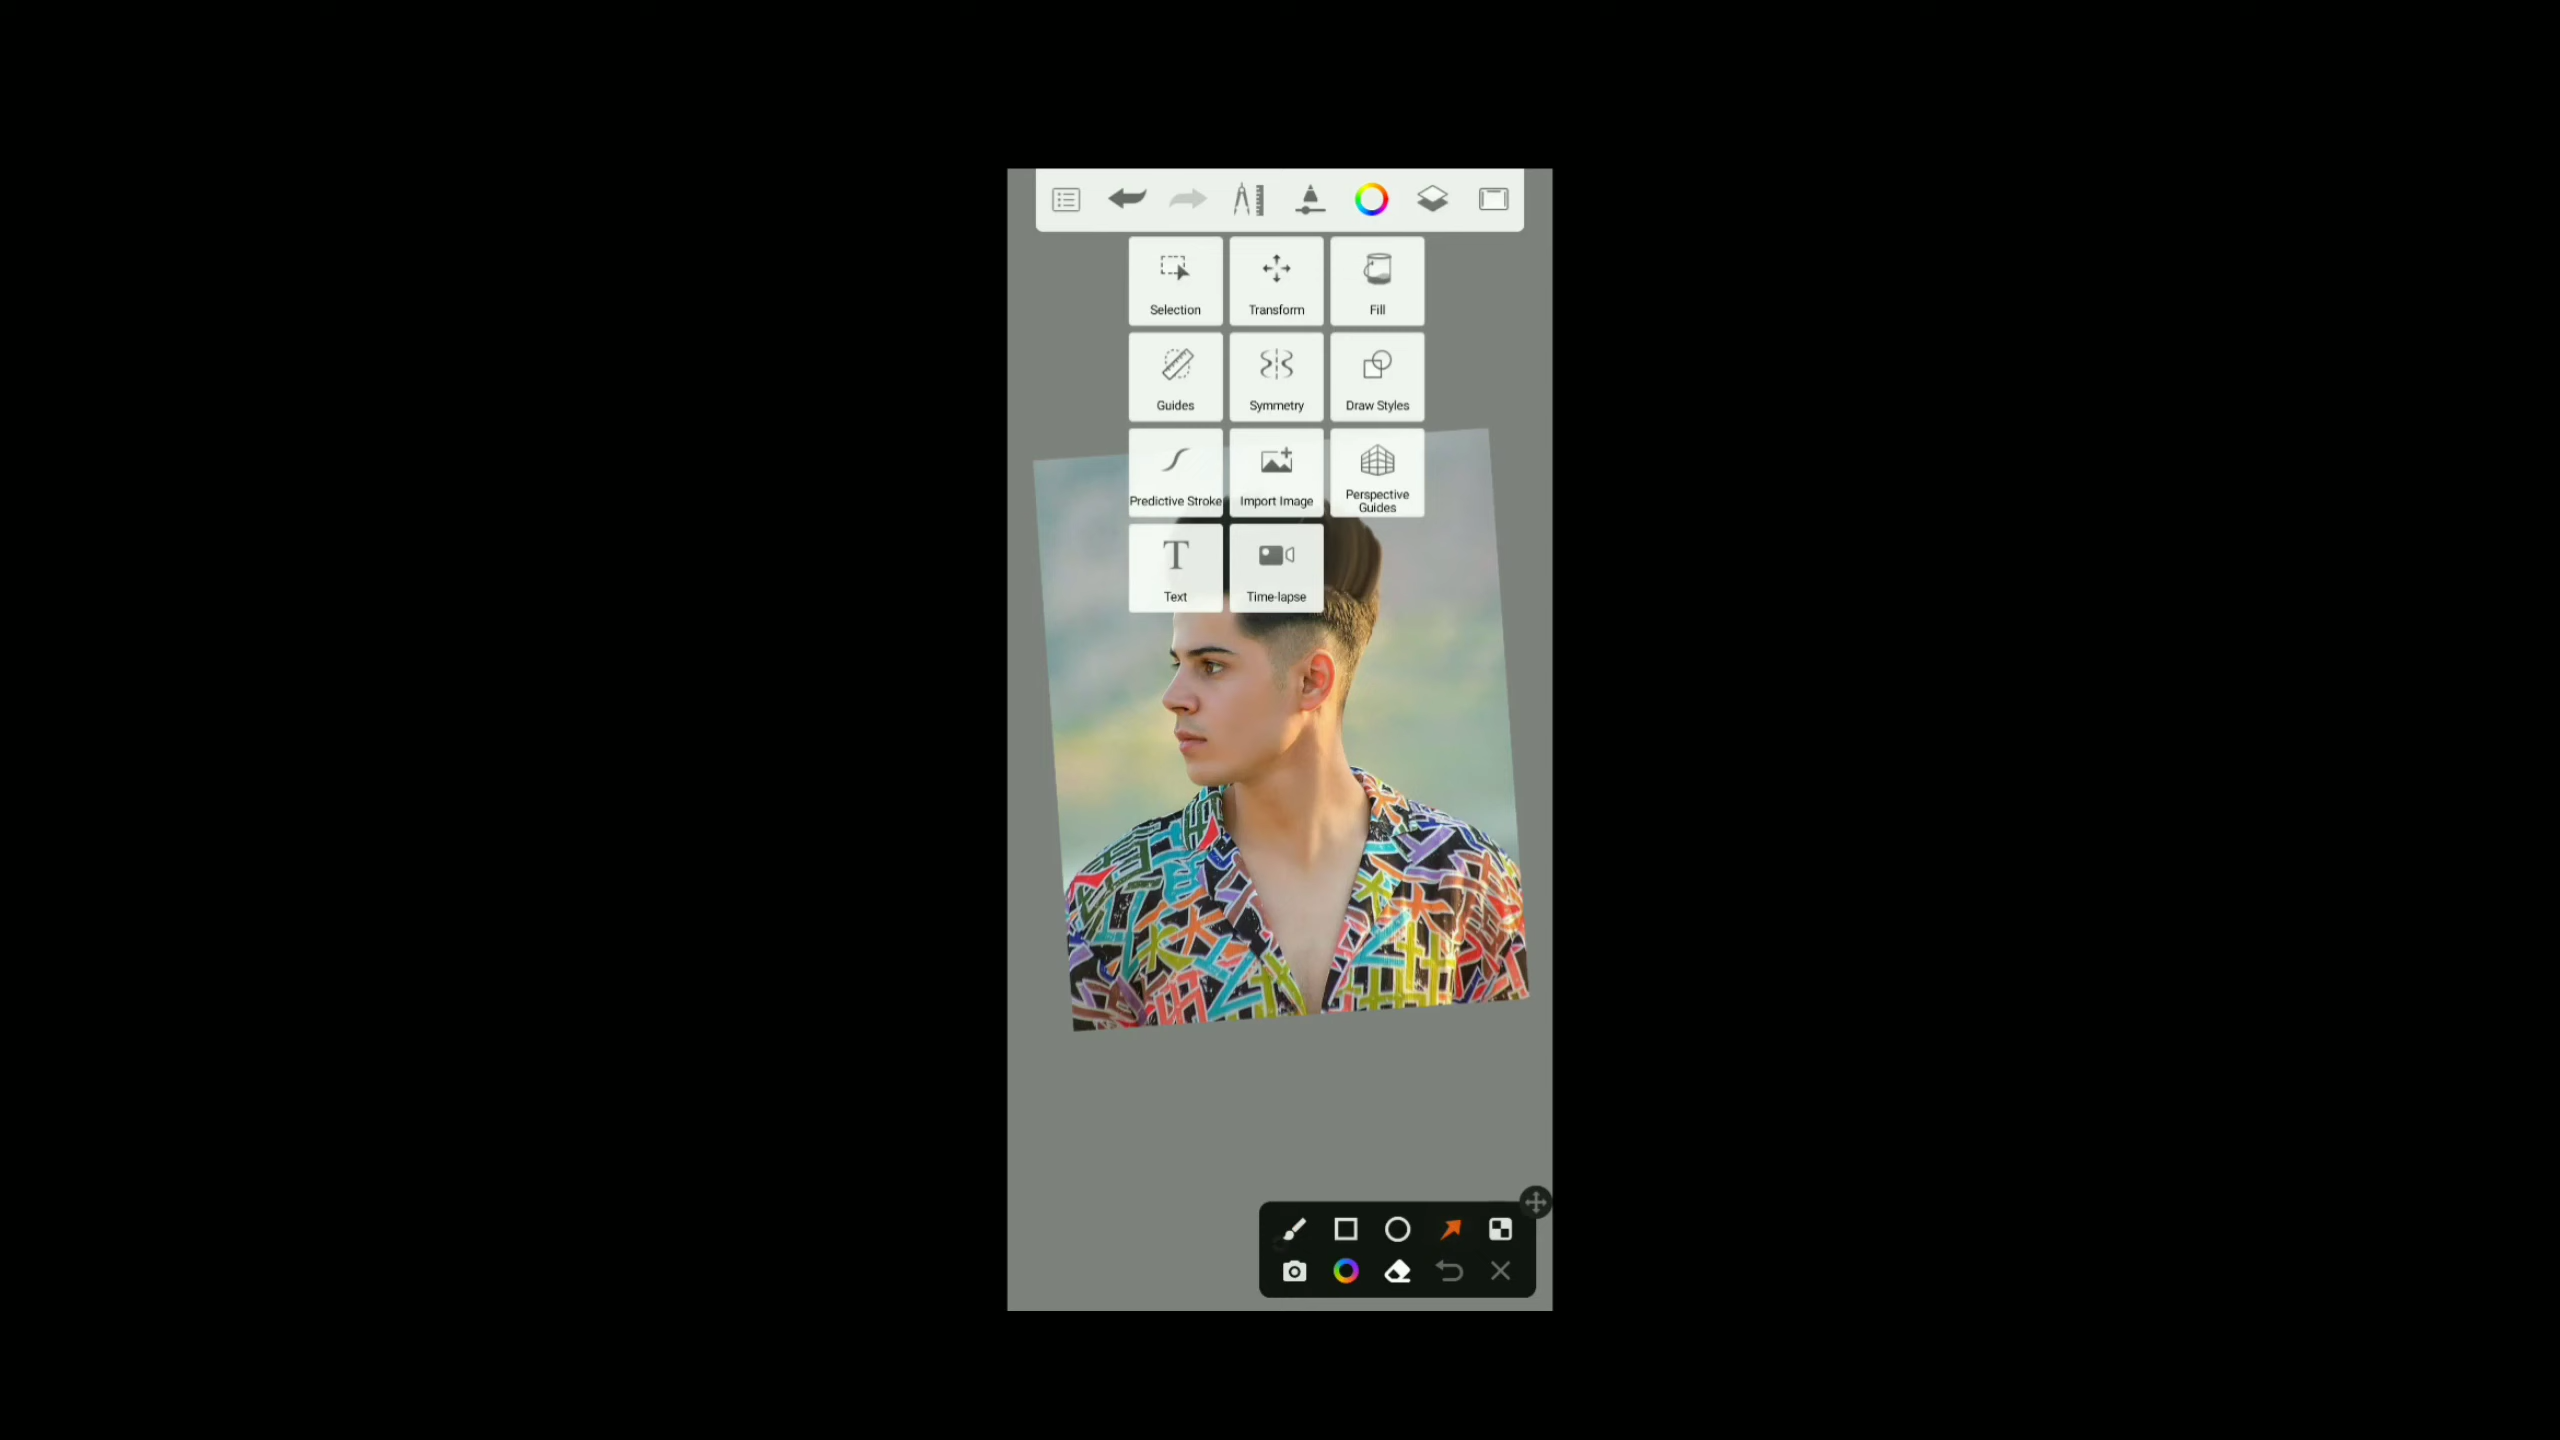 Selection
Transform
Fill
Guides
Symmetry
Draw Styles
Predictive Stroke
Import Image
Perspective
Guides
Text
Time-lapse